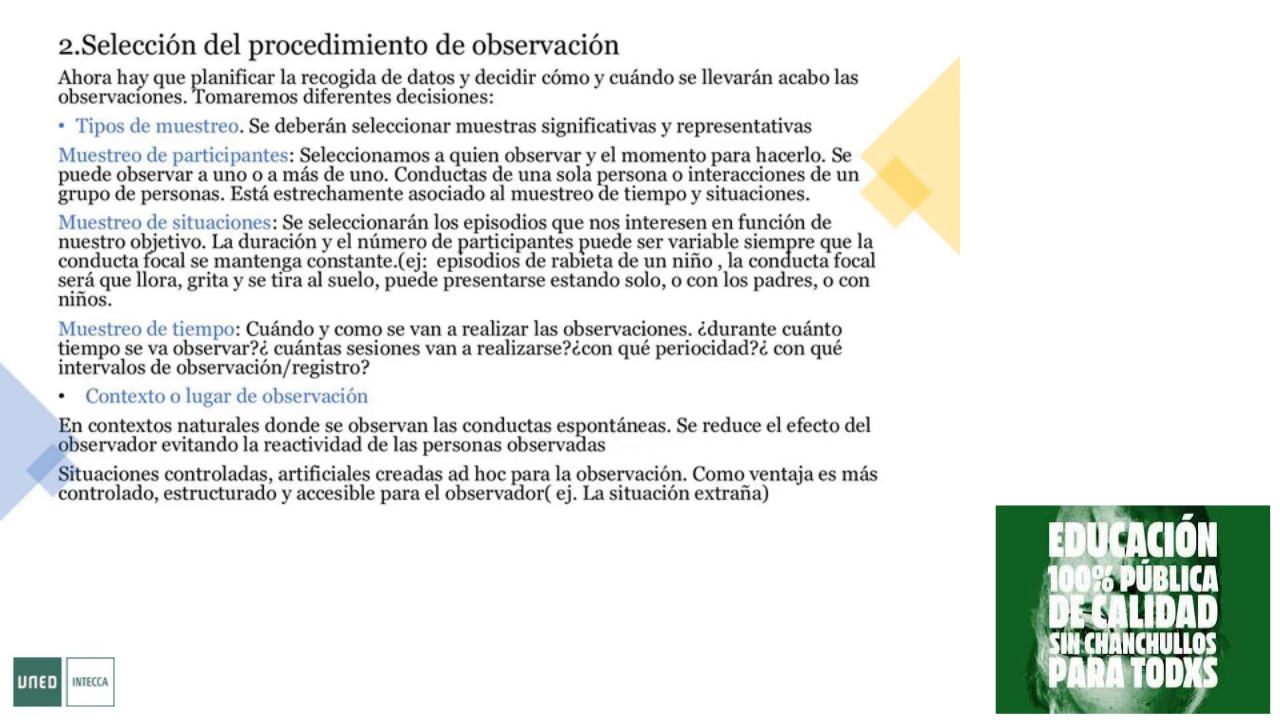 2.Selección del procedimiento de observación
Ahora hay que planificar la recogida de datos y decidir cómo y cuándo se llevarán acabo las
observaciones. Tomaremos diferentes decisiones:
• Tipos de muestreo. Se deberán seleccionar muestras significativas y representativas
Muestreo de participantes: Seleccionamos a quien observar y el momento para hacerlo. Se
puede observar a uno o a más de uno. Conductas de una sola persona o interacciones de un
grupo de personas. Está estrechamente asociado al muestreo de tiempo y situaciones.
Muestreo de situaciones: Se seleccionarán los episodios que nos interesen en función de
nuestro objetivo. La duración y el número de participantes puede ser variable siempre que la
conducta focal se mantenga constante.(ej: episodios de rabieta de un niño , la conducta focal
será que llora, grita y se tira al suelo, puede presentarse estando solo, o con los padres, o con
niños.
Muestreo de tiempo: Cuándo y como se van a realizar las observaciones. ¿durante cuánto
tiempo se va observar?¿ cuántas sesiones van a realizarse?¿con qué periocidad?¿ con qué
intervalos de observación/registro?
• Contexto o lugar de observación
En contextos naturales donde se observan las conductas espontáneas. Se reduce el efecto del
observador evitando la reactividad de las personas observadas
Situaciones controladas, artificiales creadas ad hoc para la observación. Como ventaja es más
controlado, estructurado y accesible para el observador( ej. La situación extraña)
EDUCACIÓN
100% PÚBLICA
DE CALIDAD
SIN CHANCHULLOS
PARA TODXS
UNED INTECCA